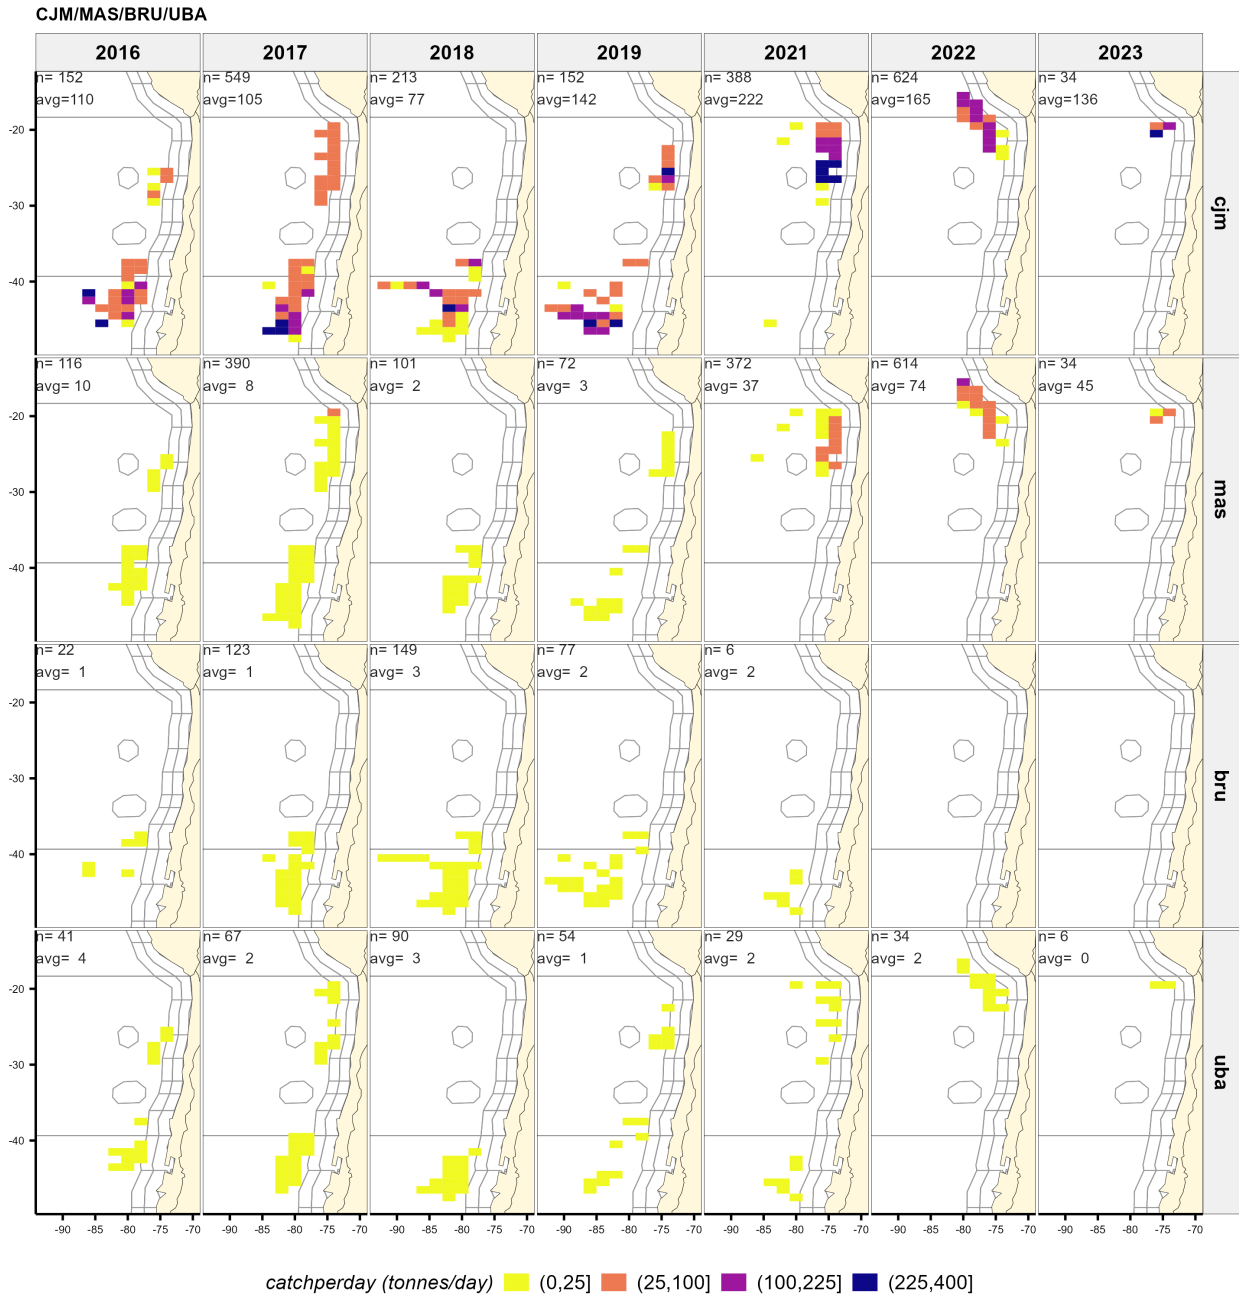 CJM/MAS/BRU/UBA
2016 2017 2018 2019 2021 2022 2023
n= 152 n= 549 n= 213 n= 152 n= 388 n= 624 n= 34
avg=110 avg=105 avg= 77 avg=142 avg=222 avg=165 avg=136
-20
-30
-40
cjm
n= 116 n= 390 n= 101 n= 72 n= 372 n= 614 n= 34
avg= 10 avg= 8 avg= 2 avg= 3 avg= 37 avg= 74 avg= 45
-20
-30
-40
mas
n= 22 n= 123 n= 149 n= 77 n= 6
avg= 1 avg= 1 avg= 3 avg= 2 avg= 2
-20
-30
-40
bru
n= 41 n= 67 n= 90 n= 54 n= 29 n= 34 n= 6
avg= 4 avg= 2 avg= 3 avg= 1 avg= 2 avg= 2 avg= 0
-20
-30
-40
uba
-90 -85 -80 -75 -70 -90 -85 -80 -75 -70 -90 -85 -80 -75 -70 -90 -85 -80 -75 -70 -90 -85 -80 -75 -70 -90 -85 -80 -75 -70 -90 -85 -80 -75 -70
catchperday (tonnes/day) (0,25] (25,100] (100,225] (225,400]